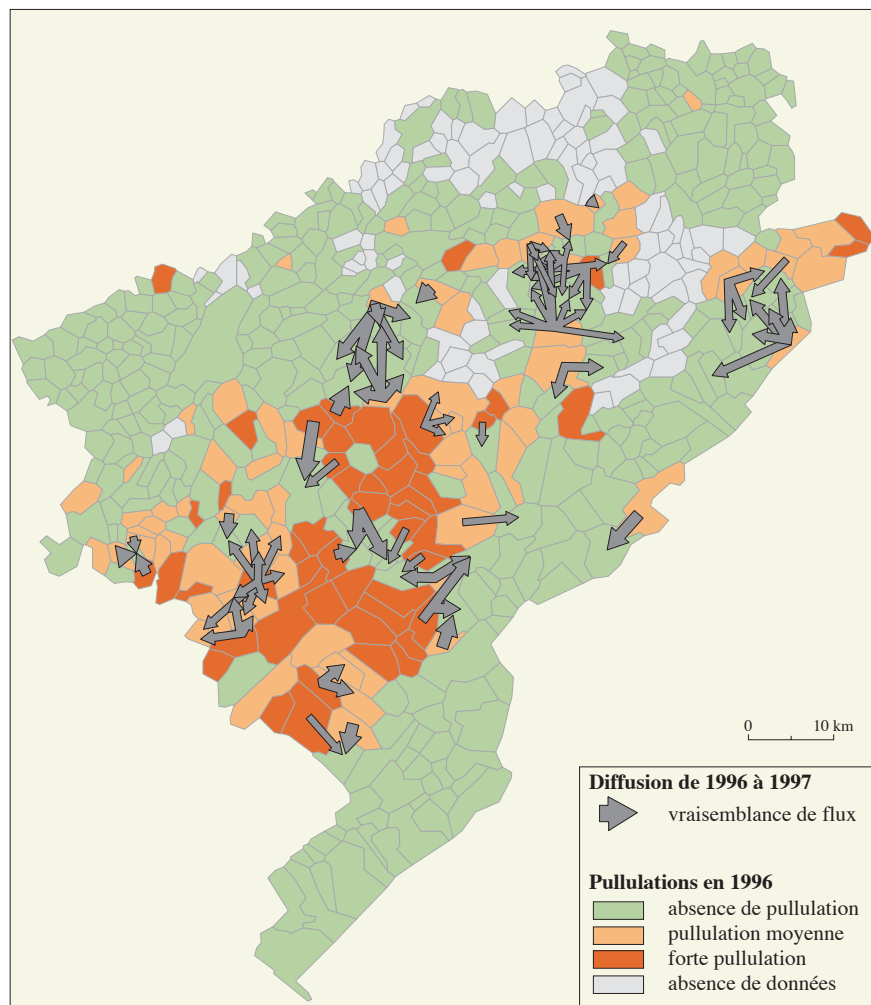 0 10 km
Diffusion de 1996 à 1997
vraisemblance de flux
Pullulations en 1996
absence de pullulation
pullulation moyenne
forte pullulation
absence de données